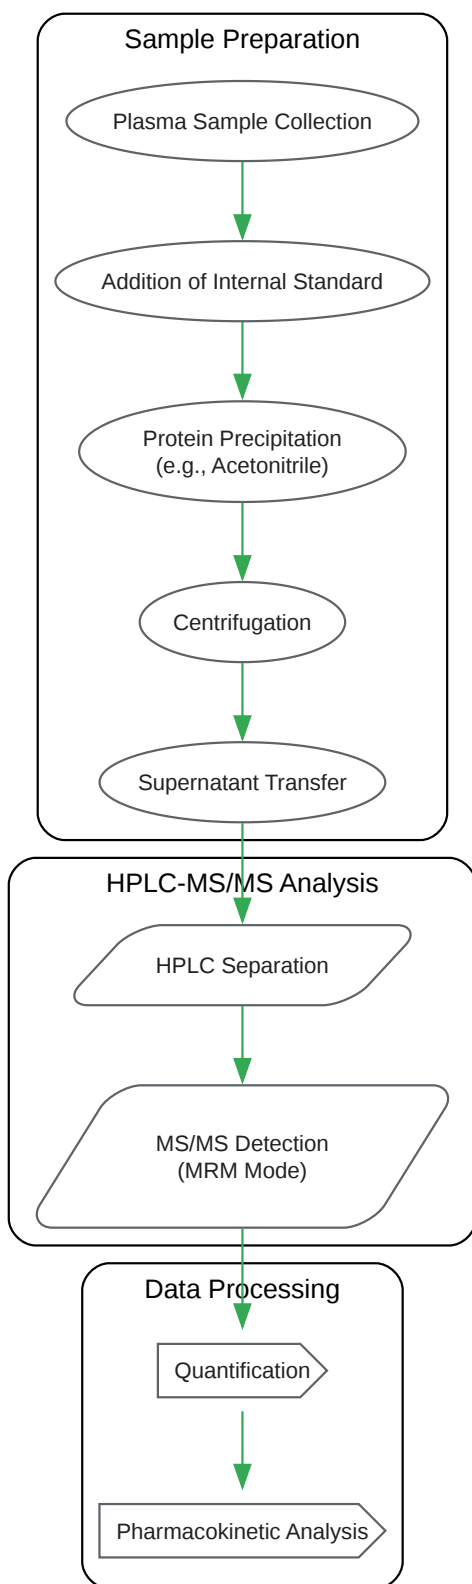 Sample Preparation
Plasma Sample Collection
Addition of Internal Standard
Protein Precipitation
(e.g., Acetonitrile)
Centrifugation
Supernatant Transfer
HPLC-MS/MS Analysis
HPLC Separation
MS/MS Detection
(MRM Mode)
Data Processing
Quantification
Pharmacokinetic Analysis